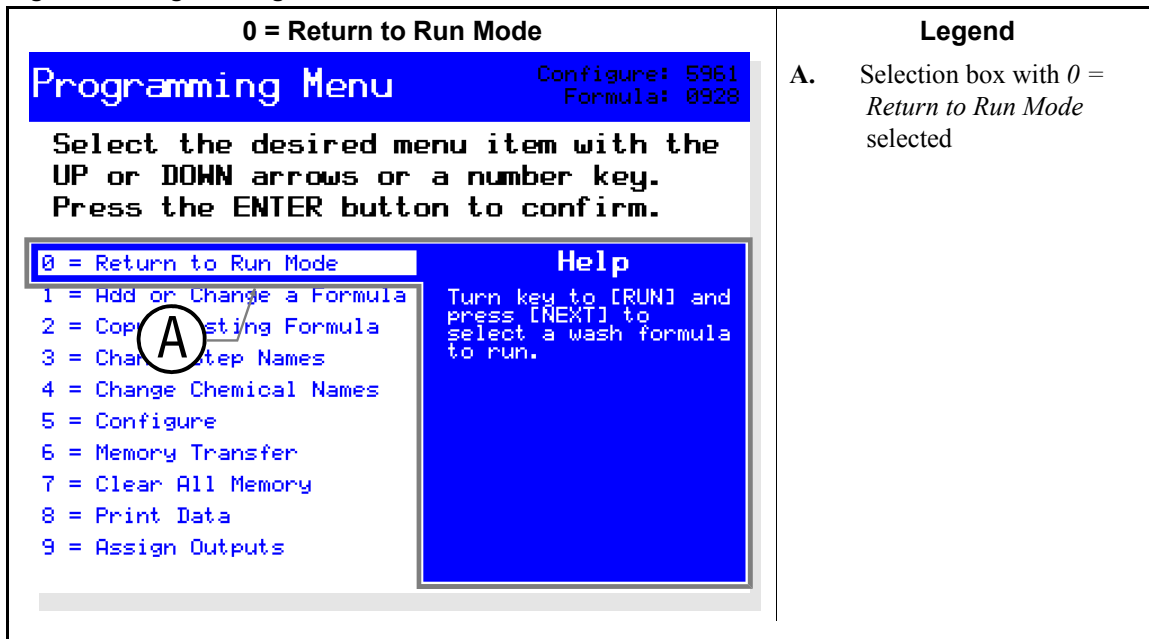 0 = Return to Run Mode
Programming Menu
Configure: 5961
Formula: 0928
Select the desired menu item with the
UP or DOWN arrows or a number key.
Press the ENTER button to confirm.
0 = Return to Run Mode
1 = Add or Change a Formula
2 = Cop sting Formula
3 = Chan Step Names
4 = Change Chemical Names
5 = Configure
6 = Memory Transfer
7 = Clear All Memory
8 = Print Data
9 = Assign Outputs
A
Help
Turn key to [RUN] and
press [NEXT] to
select a wash formula
to run.
Legend
A. Selection box with 0 =
Return to Run Mode
selected